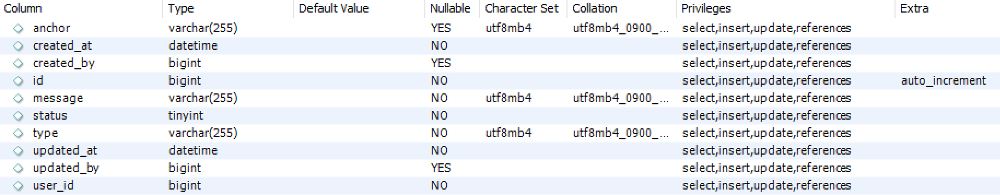 Column Type Default Value Nullable Character Set Collation Privileges Extra
anchor varchar(255) YES utf8mb4 utf8mb4_0900_... select,insert,update,references
created_at datetime NO select,insert,update,references
created_by bigint YES select,insert,update,references
id bigint NO select,insert,update,references auto_increment
message varchar(255) NO utf8mb4 utf8mb4_0900_... select,insert,update,references
status tinyint NO select,insert,update,references
type varchar(255) NO utf8mb4 utf8mb4_0900_... select,insert,update,references
updated_at datetime NO select,insert,update,references
updated_by bigint YES select,insert,update,references
user_id bigint NO select,insert,update,references